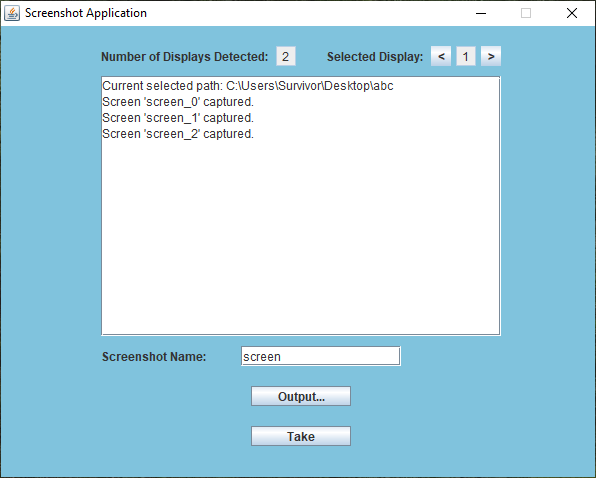 Screenshot Application
Number of Displays Detected: 2 Selected Display: < 1 >
Current selected path: C:\Users\Survivor\Desktop\abc
Screen 'screen_0' captured.
Screen 'screen_1' captured.
Screen 'screen_2' captured.
Screenshot Name: screen
Output...
Take